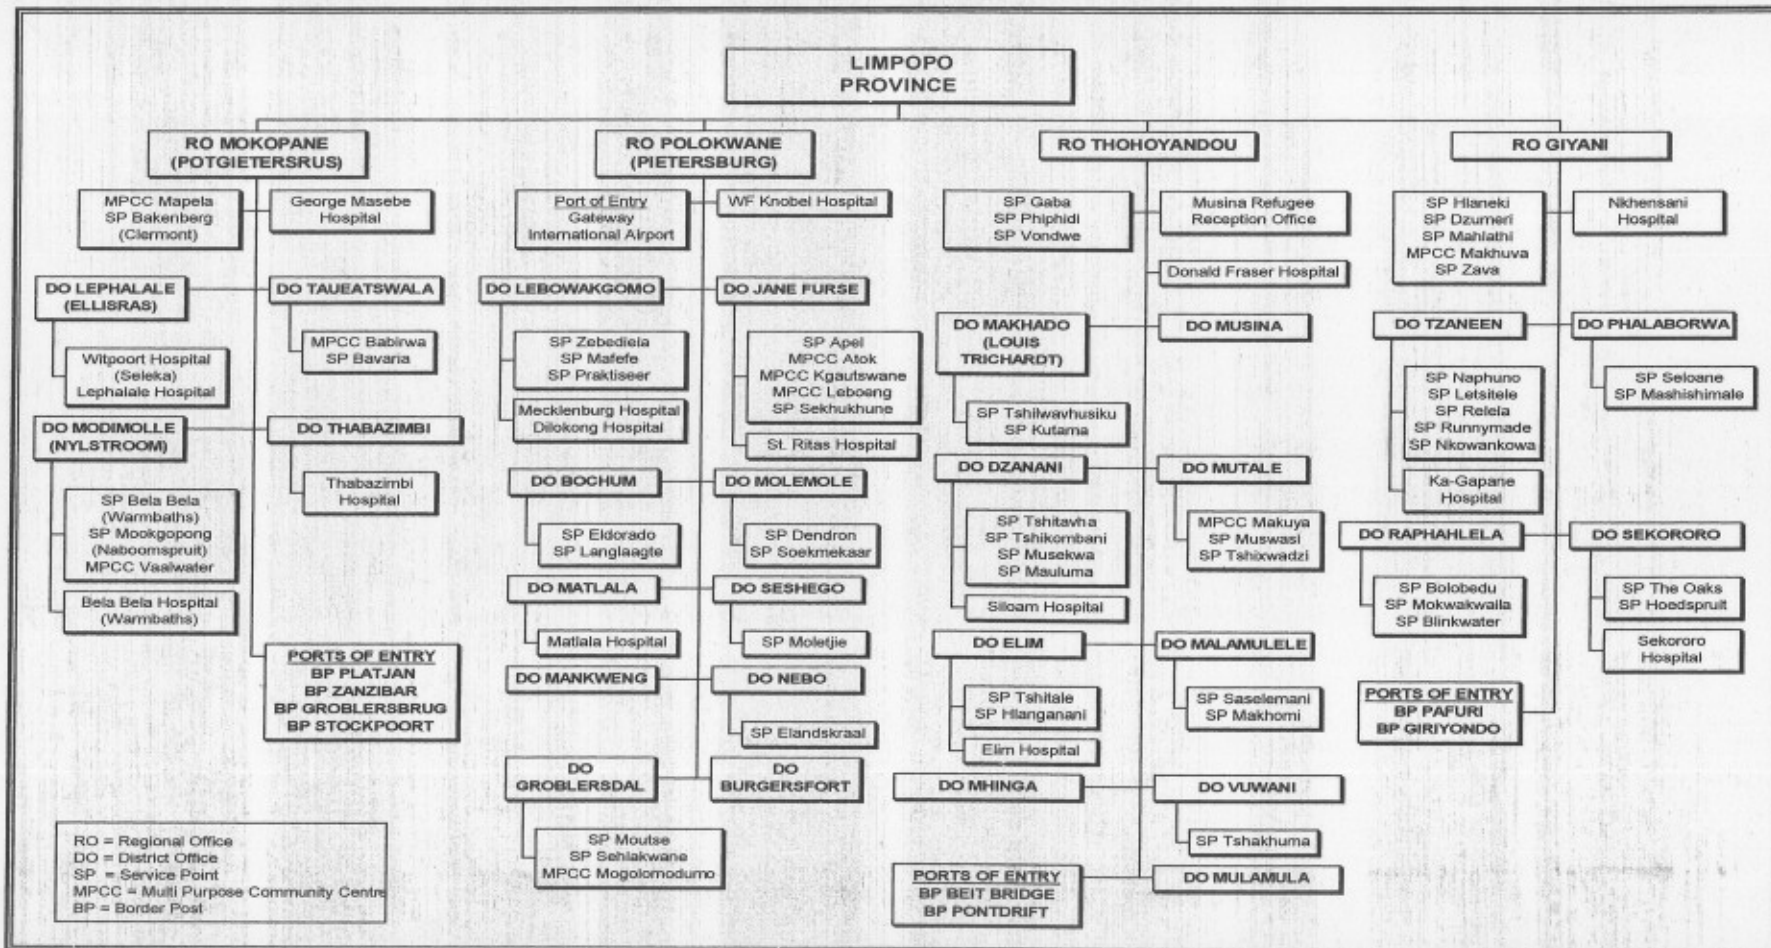 LIMPOPO
PROVINCE
RO MOKOPANE
(POTGIETERSRUS)
MPCC Mapela
SP Bakenberg
(Clermont)
George Masebe
Hospital
DO LEPHALALE
(ELLISRAS)
DO TAUEATSWALA
Witpoort Hospital
(Seleka)
Lephalale Hospital
MPCC Babirwa
SP Bavaria
DO MODIMOLLE
(NYLSTROOM)
DO THABAZIMBI
SP Bela Bela
(Warmbaths)
SP Mookgopong
(Naboomspruit)
MPCC Vaalwater
Bela Bela Hospital
(Warmbaths)
Thabazimbi
Hospital
PORTS OF ENTRY
BP PLATJAN
BP ZANZIBAR
BP GROBLERSBRUG
BP STOCKPOORT
RO POLOKWANE
(PIETERSBURG)
Port of Entry
Gateway
International Airport
WF Knobel Hospital
DO LEBOWAKGOMO
DO JANE FURSE
SP Zebediela
SP Mafefe
SP Praktiseer
Mecklenburg Hospital
Dilokong Hospital
SP Apel
MPCC Atok
MPCC Kgautswane
MPCC Leboeng
SP Sekhukhune
St. Ritas Hospital
DO BOCHUM
DO MOLEMOLE
SP Eldorado
SP Langlaagte
SP Dendron
SP Soekmekaar
DO MATLALA
DO SESHEGO
Matlala Hospital
SP Moletjie
DO MANKWENG
DO NEBO
SP Elandskraal
DO
GROBLERSDAL
DO
BURGERSFORT
SP Moutse
SP Sehlakwane
MPCC Mogolomodumo
RO THOHOYANDOU
SP Gaba
SP Phiphidi
SP Vondwe
Musina Refugee
Reception Office
Donald Fraser Hospital
DO MAKHADO
(LOUIS
TRICHARDT)
DO MUSINA
SP Tshilwavhusiku
SP Kutama
DO DZANANI
DO MUTALE
SP Tshitavha
SP Tshikombani
SP Musekwa
SP Mauluma
Siloam Hospital
MPCC Makuya
SP Muswasi
SP Tshixwadzi
DO ELIM
DO MALAMULELE
SP Tshitale
SP Hlanganani
Elim Hospital
SP Saselemani
SP Makhomi
DO MHINGA
DO VUWANI
SP Tshakhuma
PORTS OF ENTRY
BP BEIT BRIDGE
BP PONTDRIFT
DO MULAMULA
RO GIYANI
SP Hlaneki
SP Dzumeri
SP Mahlathi
MPCC Makhuva
SP Zava
Nkhensani
Hospital
DO TZANEEN
DO PHALABORWA
SP Naphuno
SP Letsitele
SP Relela
SP Runnymade
SP Nkowankowa
Ka-Gapane
Hospital
SP Seloane
SP Mashishimale
DO RAPHAHLELA
DO SEKORORO
SP Bolobedu
SP Mokwakwaila
SP Blinkwater
SP The Oaks
SP Hoedspruit
Sekororo
Hospital
PORTS OF ENTRY
BP PAFURI
BP GIRIYONDO
RO = Regional Office
DO = District Office
SP = Service Point
MPCC = Multi Purpose Community Centre
BP = Border Post